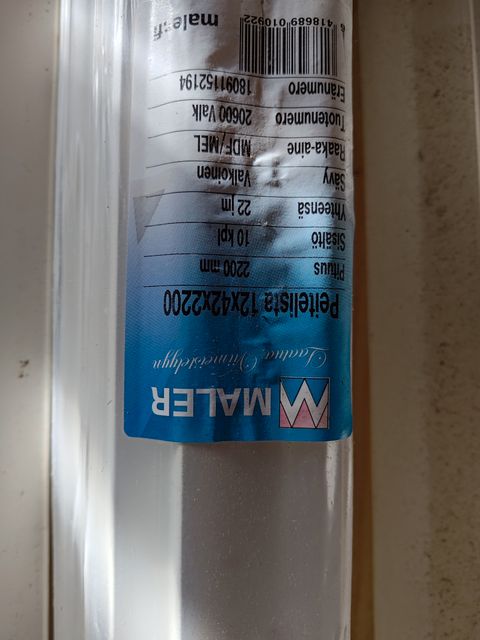 MALER
Laatua Viimeistelyyn
Peitelista 12x42x2200
Pituus 2200 mm
Sisältö 10 kpl
Yhteensä 22 jm
Sävy Valkoinen
Raaka-aine MDF/MEL
Tuotenumero 20600 Valk
Eränumero 18091152194
6 418689 010922
maler.fi